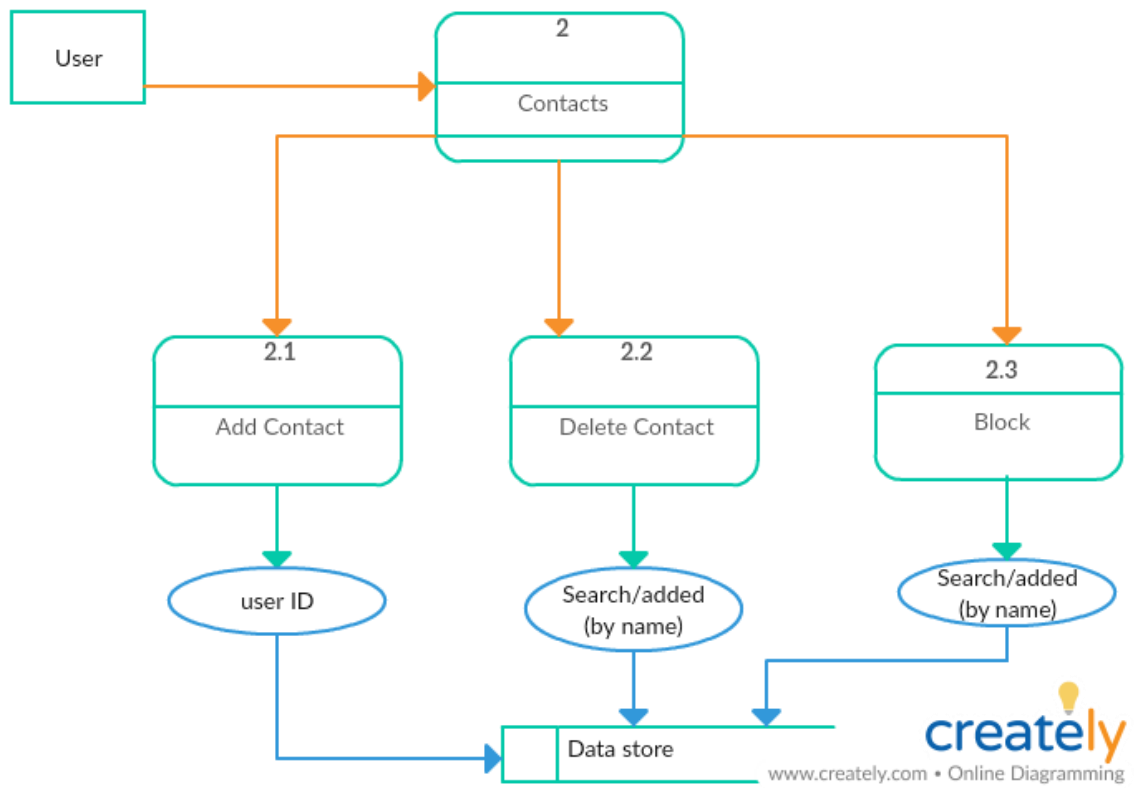 User
2
Contacts
2.1
Add Contact
2.2
Delete Contact
2.3
Block
user ID
Search/added
(by name)
Search/added
(by name)
Data store
creately
www.creately.com • Online Diagramming